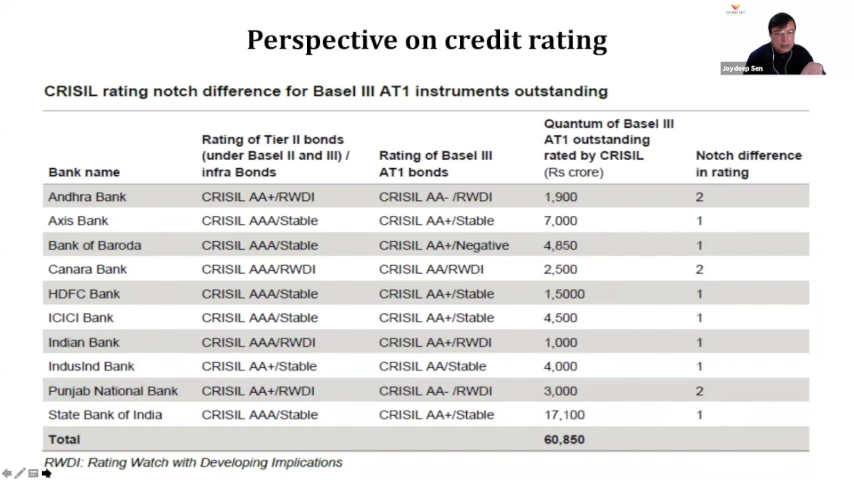 Perspective on credit rating
Joydeep Sen
CRISIL rating notch difference for Basel III AT1 instruments outstanding
Bank name | Rating of Tier II bonds (under Basel II and III) / infra Bonds | Rating of Basel III AT1 bonds | Quantum of Basel III AT1 outstanding rated by CRISIL (Rs crore) | Notch difference in rating
Andhra Bank | CRISIL AA+/RWDI | CRISIL AA- /RWDI | 1,900 | 2
Axis Bank | CRISIL AAA/Stable | CRISIL AA+/Stable | 7,000 | 1
Bank of Baroda | CRISIL AAA/Stable | CRISIL AA+/Negative | 4,850 | 1
Canara Bank | CRISIL AAA/RWDI | CRISIL AA/RWDI | 2,500 | 2
HDFC Bank | CRISIL AAA/Stable | CRISIL AA+/Stable | 1,5000 | 1
ICICI Bank | CRISIL AAA/Stable | CRISIL AA+/Stable | 4,500 | 1
Indian Bank | CRISIL AAA/RWDI | CRISIL AA+/RWDI | 1,000 | 1
IndusInd Bank | CRISIL AA+/Stable | CRISIL AA/Stable | 4,000 | 1
Punjab National Bank | CRISIL AA+/RWDI | CRISIL AA- /RWDI | 3,000 | 2
State Bank of India | CRISIL AAA/Stable | CRISIL AA+/Stable | 17,100 | 1
Total | 60,850
RWDI: Rating Watch with Developing Implications